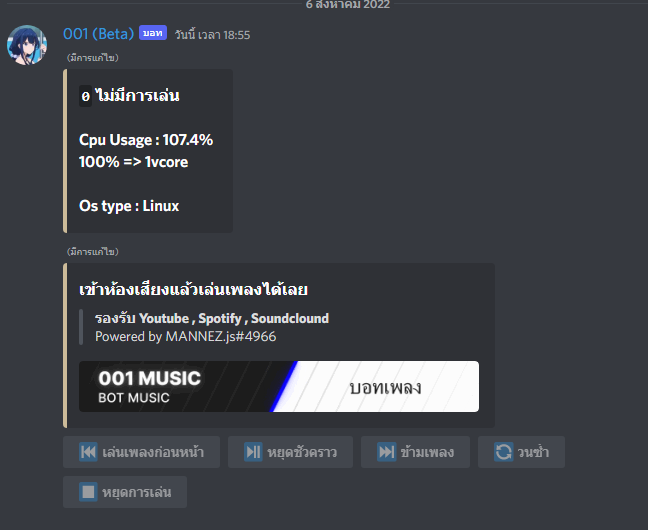 6 สิงหาคม 2022
001 (Beta) บอท วันนี้ เวลา 18:55
(มีการแก้ไข)
0 ไม่มีการเล่น
Cpu Usage : 107.4%
100% => 1vcore
Os type : Linux
(มีการแก้ไข)
เข้าห้องเสียงแล้วเล่นเพลงได้เลย
รองรับ Youtube , Spotify , Soundclound
Powered by MANNEZ.js#4966
001 MUSIC
BOT MUSIC
บอทเพลง
เล่นเพลงก่อนหน้า หยุดชั่วคราว ข้ามเพลง วนซ้ำ
หยุดการเล่น